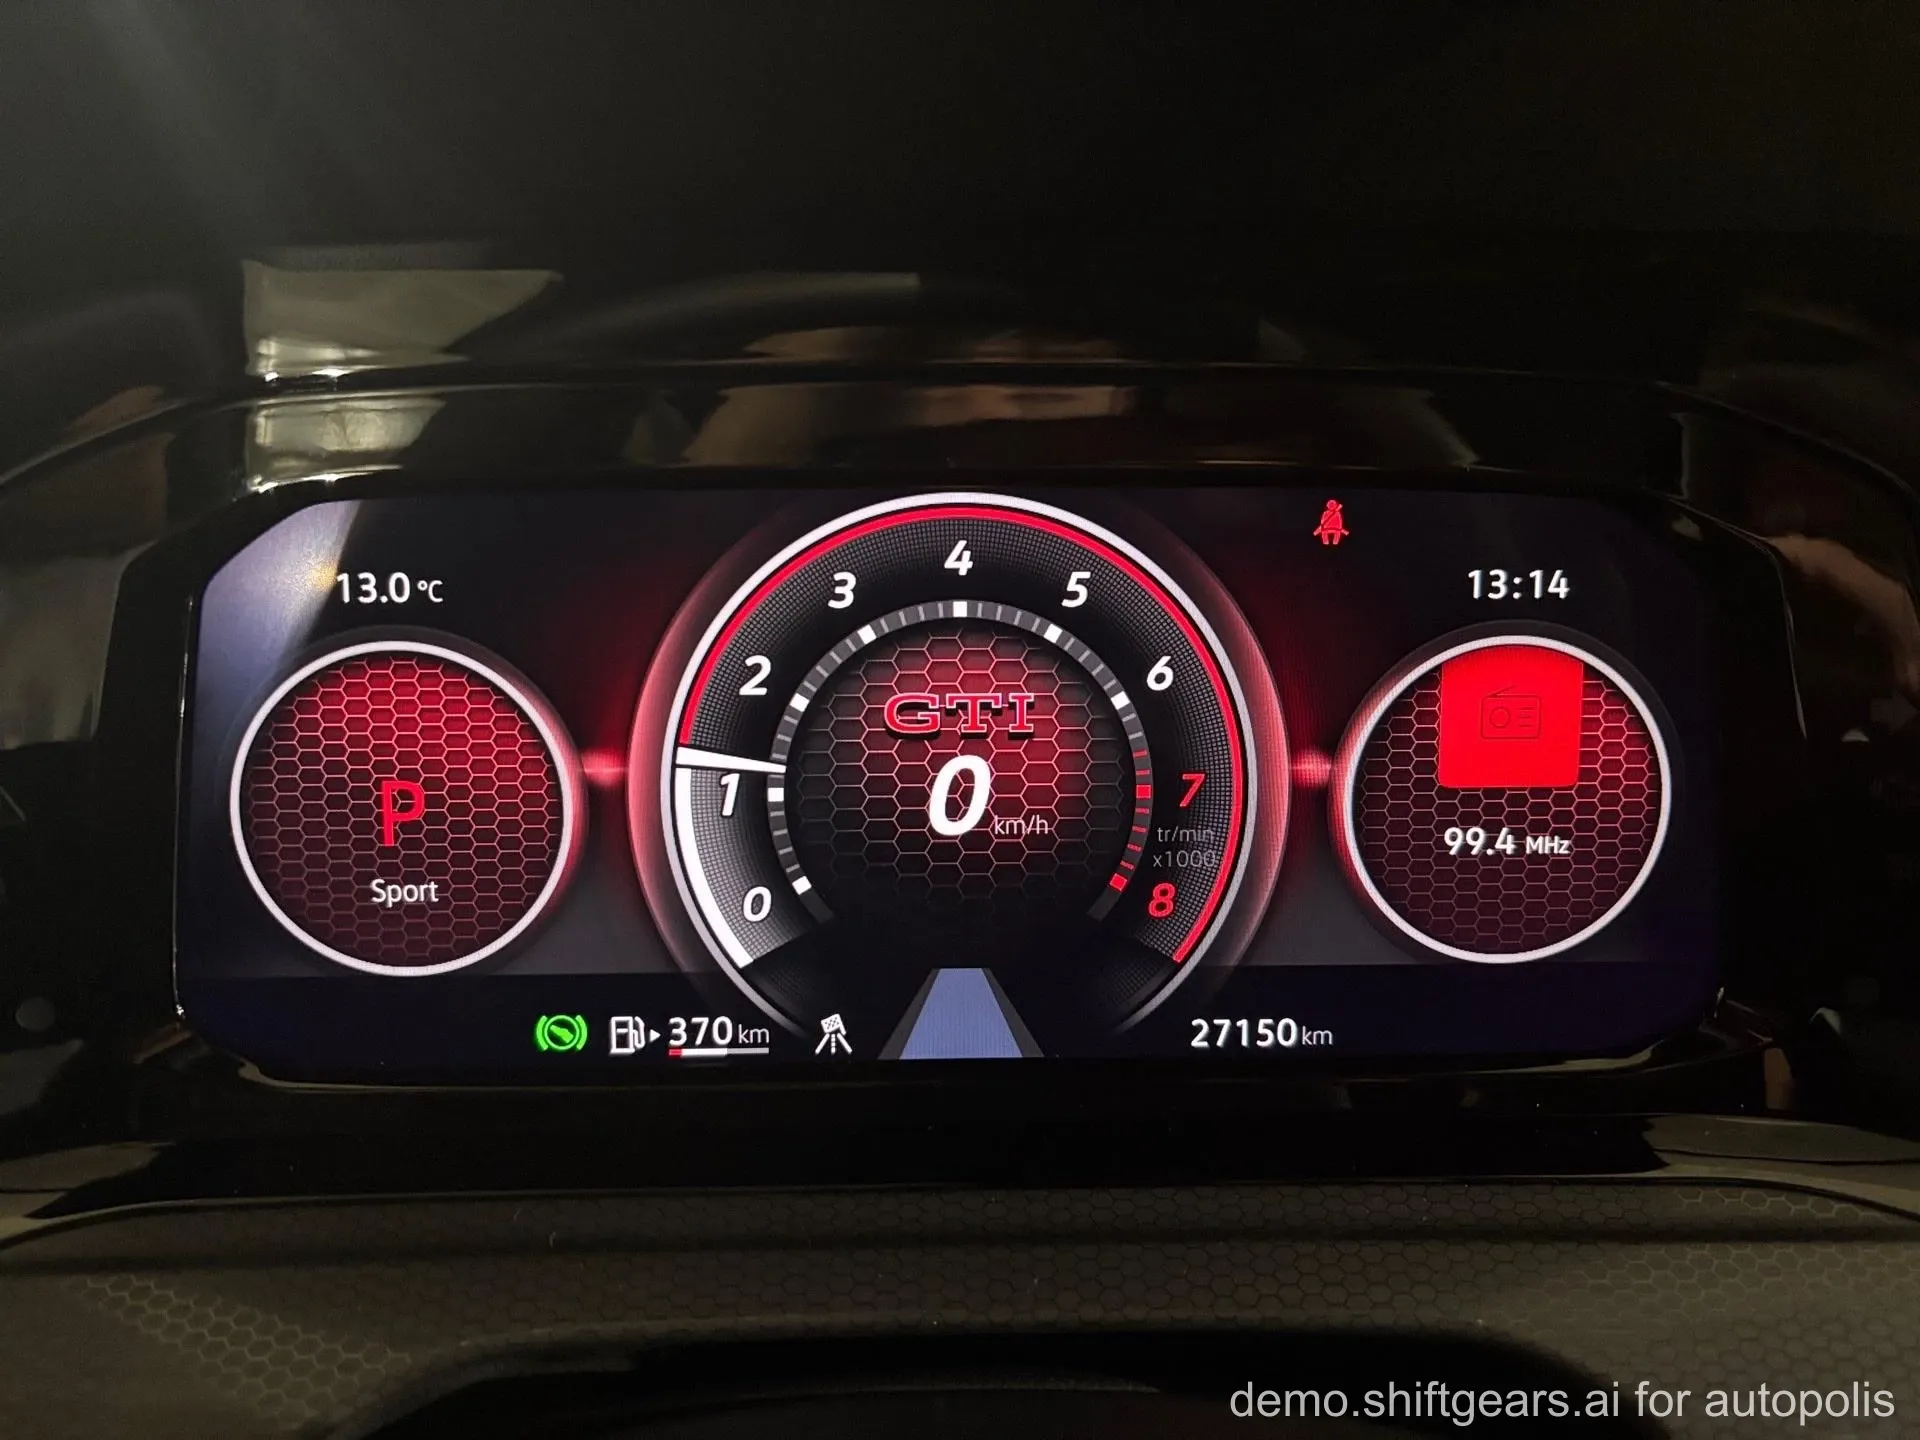 13.0 °C
13:14
0
1
2
3
4
5
6
7
8
GTI
0 km/h
tr/min
x1000
P
Sport
99.4 MHz
370 km
27150 km
demo.shiftgears.ai for autopolis